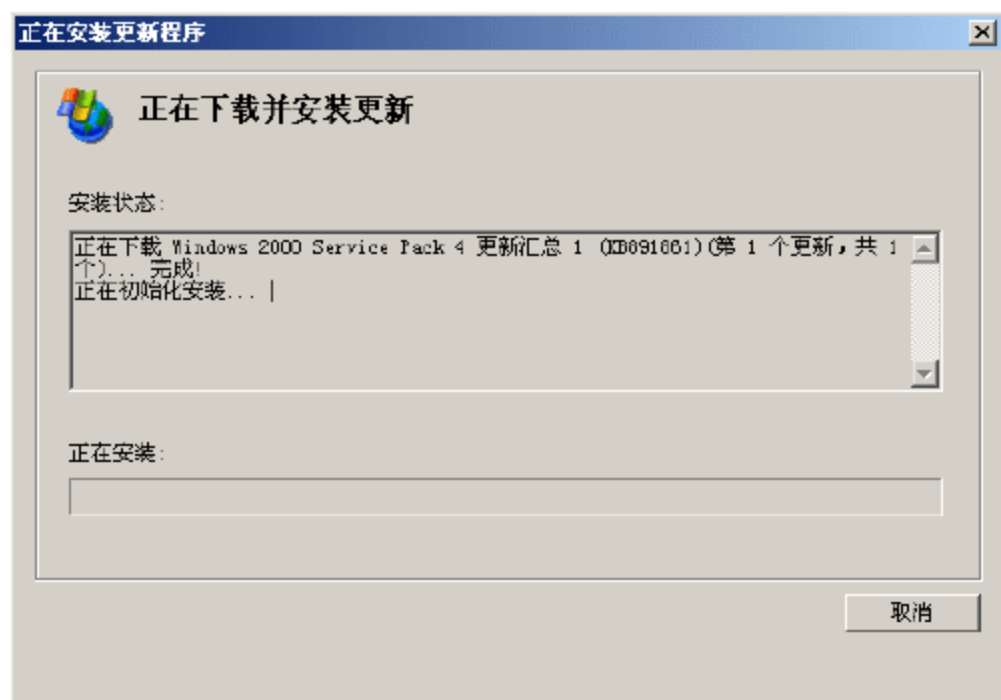 正在安装更新程序
正在下载并安装更新
安装状态:
正在下载 Windows 2000 Service Pack 4 更新汇总 1 (KB891861)(第 1 个更新，共 1
个)... 完成!
正在初始化安装...
正在安装:
取消